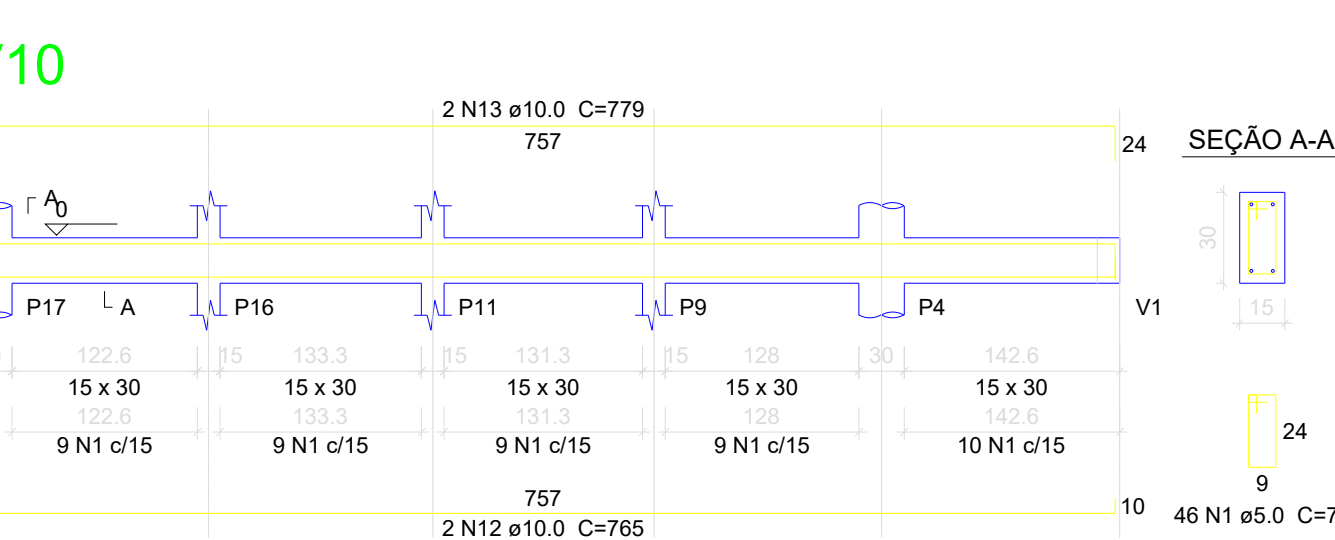 /10
2 N13 ø10.0 C=779
757
24
SEÇÃO A-A
A
0
30
P17
A
P16
P11
P9
P4
V1
15
122.6
15
133.3
15
131.3
15
128
30
142.6
15 x 30
15 x 30
15 x 30
15 x 30
15 x 30
122.6
133.3
131.3
128
142.6
9 N1 c/15
9 N1 c/15
9 N1 c/15
9 N1 c/15
10 N1 c/15
24
9
757
10
46 N1 ø5.0 C=7
2 N12 ø10.0 C=765